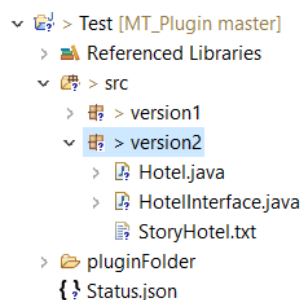 > Test [MT_Plugin master]
Referenced Libraries
> src
> version1
> version2
Hotel.java
HotelInterface.java
StoryHotel.txt
pluginFolder
Status.json